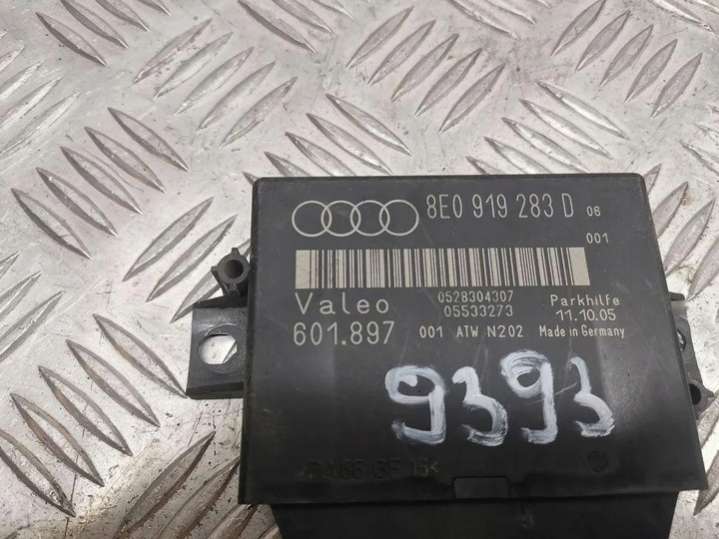 8E0 919 283 D 06
001
Valeo 0528304307 Parkhilfe
05533273 11.10.05
601.897 001 ATW N202 Made in Germany
9393